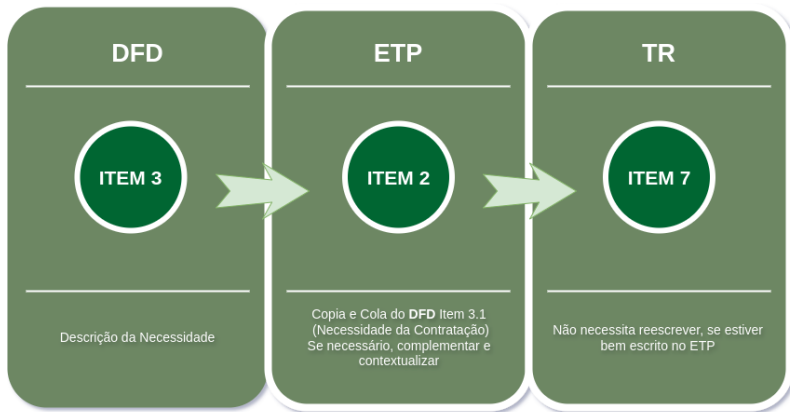 DFD
ITEM 3
Descrição da Necessidade
ETP
ITEM 2
Copia e Cola do DFD Item 3.1
(Necessidade da Contratação)
Se necessário, complementar e
contextualizar
TR
ITEM 7
Não necessita reescrever, se estiver
bem escrito no ETP